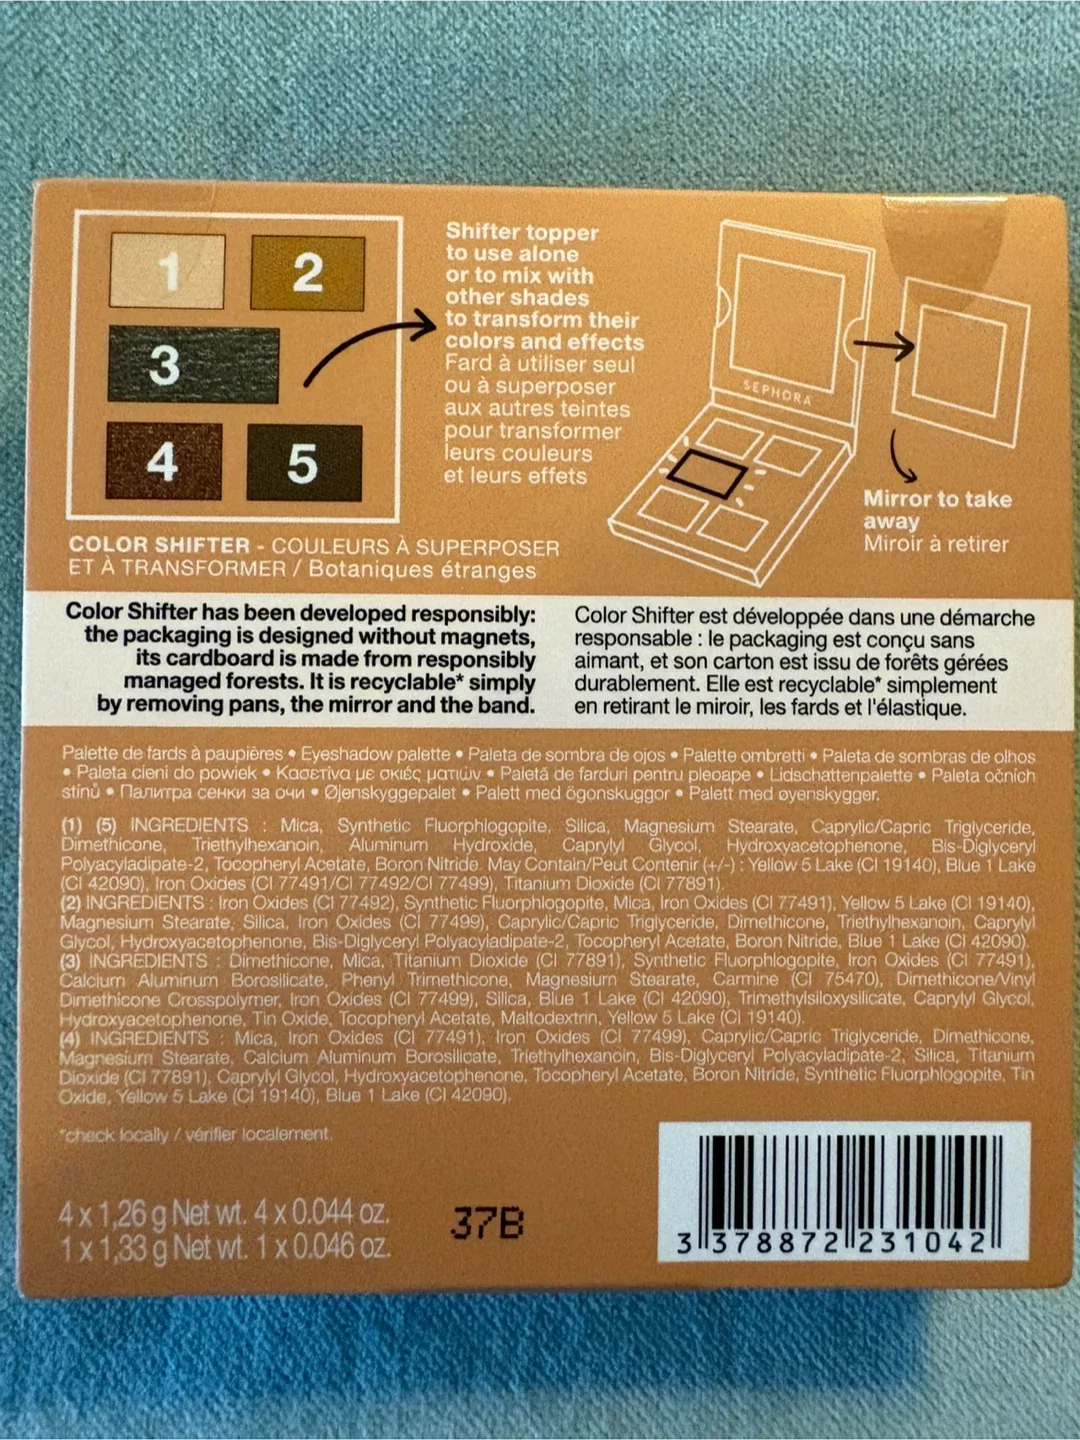 1
2
3
4
5
Shifter topper
to use alone
or to mix with
other shades
to transform their
colors and effects
Fard à utiliser seul
ou à superposer
aux autres teintes
pour transformer
leurs couleurs
et leurs effets
SEPHORA
Mirror to take
away
Miroir à retirer
COLOR SHIFTER - COULEURS À SUPERPOSER
ET À TRANSFORMER / Botaniques étranges
Color Shifter has been developed responsibly:
the packaging is designed without magnets,
its cardboard is made from responsibly
managed forests. It is recyclable* simply
by removing pans, the mirror and the band.
Color Shifter est développée dans une démarche
responsable : le packaging est conçu sans
aimant, et son carton est issu de forêts gérées
durablement. Elle est recyclable* simplement
en retirant le miroir, les fards et l'élastique.
Palette de fards à paupières • Eyeshadow palette • Paleta de sombra de ojos • Palette ombretti • Paleta de sombras de olhos
• Paleta cieni do powiek • Κασετίνα με σκιές ματιών • Paletă de farduri pentru pleoape • Lidschattenpalette • Paleta očních
stínů • Палитра сенки за очи • Øjenskyggepalet • Palett med ögonskuggor • Palett med øyenskygger.
(1) (5) INGREDIENTS : Mica, Synthetic Fluorphlogopite, Silica, Magnesium Stearate, Caprylic/Capric Triglyceride,
Dimethicone, Triethylhexanoin, Aluminum Hydroxide, Caprylyl Glycol, Hydroxyacetophenone, Bis-Diglyceryl
Polyacyladipate-2, Tocopheryl Acetate, Boron Nitride. May Contain/Peut Contenir (+/-) : Yellow 5 Lake (CI 19140), Blue 1 Lake
(CI 42090), Iron Oxides (CI 77491/CI 77492/CI 77499), Titanium Dioxide (CI 77891).
(2) INGREDIENTS : Iron Oxides (CI 77492), Synthetic Fluorphlogopite, Mica, Iron Oxides (CI 77491), Yellow 5 Lake (CI 19140),
Magnesium Stearate, Silica, Iron Oxides (CI 77499), Caprylic/Capric Triglyceride, Dimethicone, Triethylhexanoin, Caprylyl
Glycol, Hydroxyacetophenone, Bis-Diglyceryl Polyacyladipate-2, Tocopheryl Acetate, Boron Nitride, Blue 1 Lake (CI 42090).
(3) INGREDIENTS : Dimethicone, Mica, Titanium Dioxide (CI 77891), Synthetic Fluorphlogopite, Iron Oxides (CI 77491),
Calcium Aluminum Borosilicate, Phenyl Trimethicone, Magnesium Stearate, Carmine (CI 75470), Dimethicone/Vinyl
Dimethicone Crosspolymer, Iron Oxides (CI 77499), Silica, Blue 1 Lake (CI 42090), Trimethylsiloxysilicate, Caprylyl Glycol,
Hydroxyacetophenone, Tin Oxide, Tocopheryl Acetate, Maltodextrin, Yellow 5 Lake (CI 19140).
(4) INGREDIENTS : Mica, Iron Oxides (CI 77491), Iron Oxides (CI 77499), Caprylic/Capric Triglyceride, Dimethicone,
Magnesium Stearate, Calcium Aluminum Borosilicate, Triethylhexanoin, Bis-Diglyceryl Polyacyladipate-2, Silica, Titanium
Dioxide (CI 77891), Caprylyl Glycol, Hydroxyacetophenone, Tocopheryl Acetate, Boron Nitride, Synthetic Fluorphlogopite, Tin
Oxide, Yellow 5 Lake (CI 19140), Blue 1 Lake (CI 42090).
*check locally / vérifier localement.
4 x 1,26 g Net wt. 4 x 0.044 oz.
1 x 1,33 g Net wt. 1 x 0.046 oz.
37B
3 378872 231042